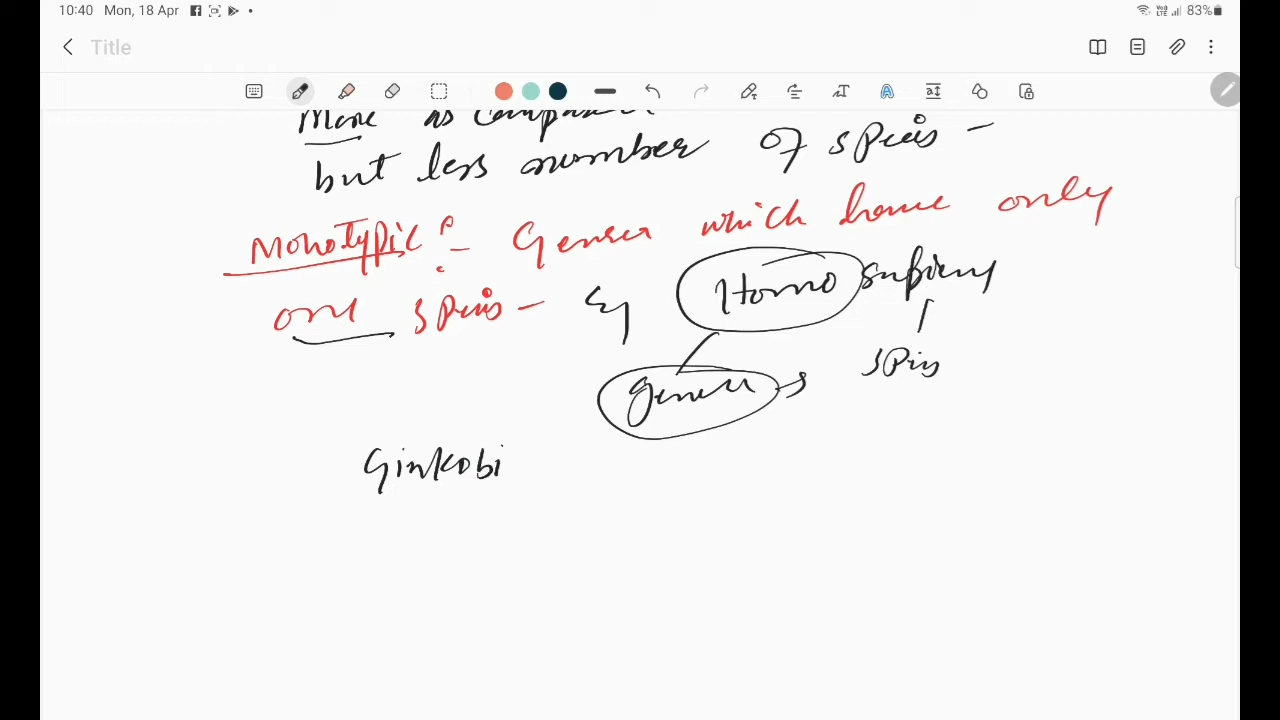 10:40 Mon, 18 Apr 83%
Title
More as compared
but less number of species -
Monotypic :- Genera which have only
one species - Eg Homo sapiens
genera species
Ginkobi